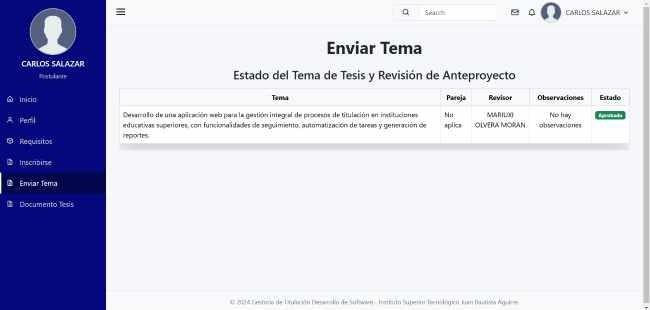 CARLOS SALAZAR
Postulante
Inicio
Perfil
Requisitos
Inscribirse
Enviar Tema
Documento Tesis
Search
CARLOS SALAZAR
Enviar Tema
Estado del Tema de Tesis y Revisión de Anteproyecto
Tema Pareja Revisor Observaciones Estado
Desarrollo de una aplicación web para la gestión integral de procesos de titulación en instituciones
educativas superiores, con funcionalidades de seguimiento, automatización de tareas y generación de
reportes.
No
aplica
MARIUXI
OLVERA MORAN
No hay
observaciones
Aprobado
© 2024 Gestoria de Titulación Desarrollo de Software - Instituto Superior Tecnológico Juan Bautista Aguirre.